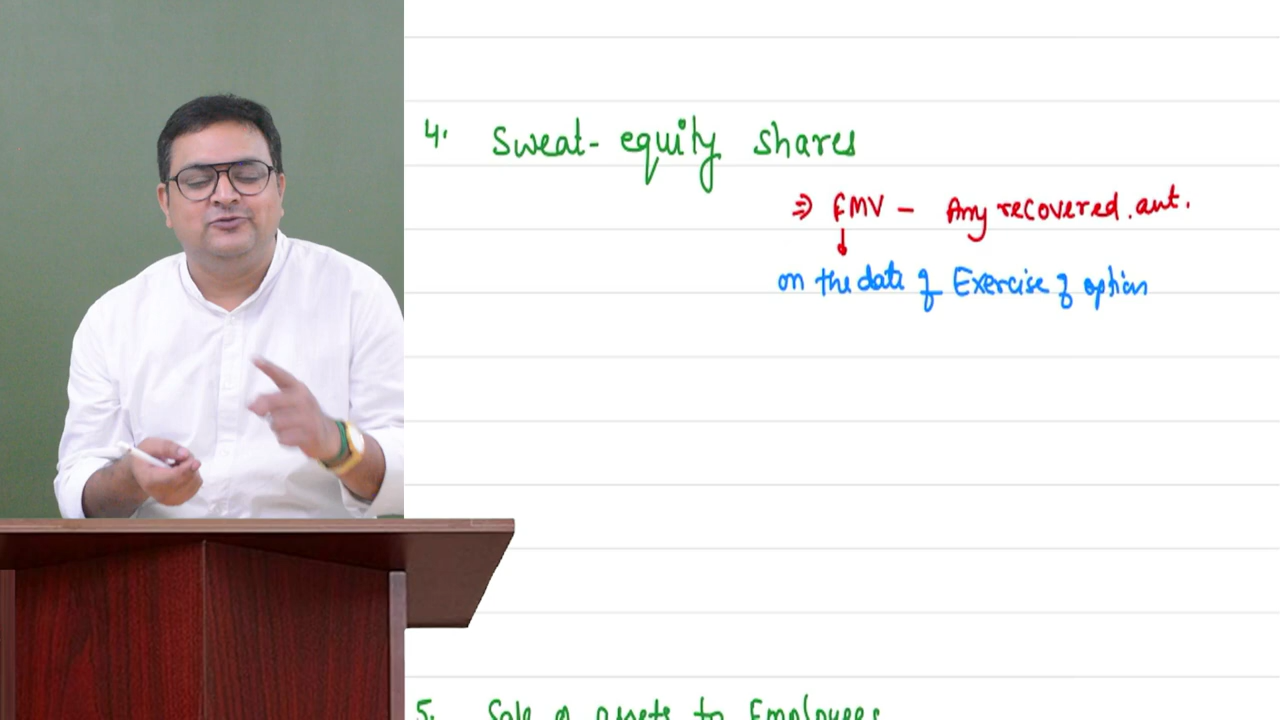 4. Sweat-equity shares
⇒ FMV - Any recovered amt.
on the date of Exercise of option
5. Sale of assets to Employees